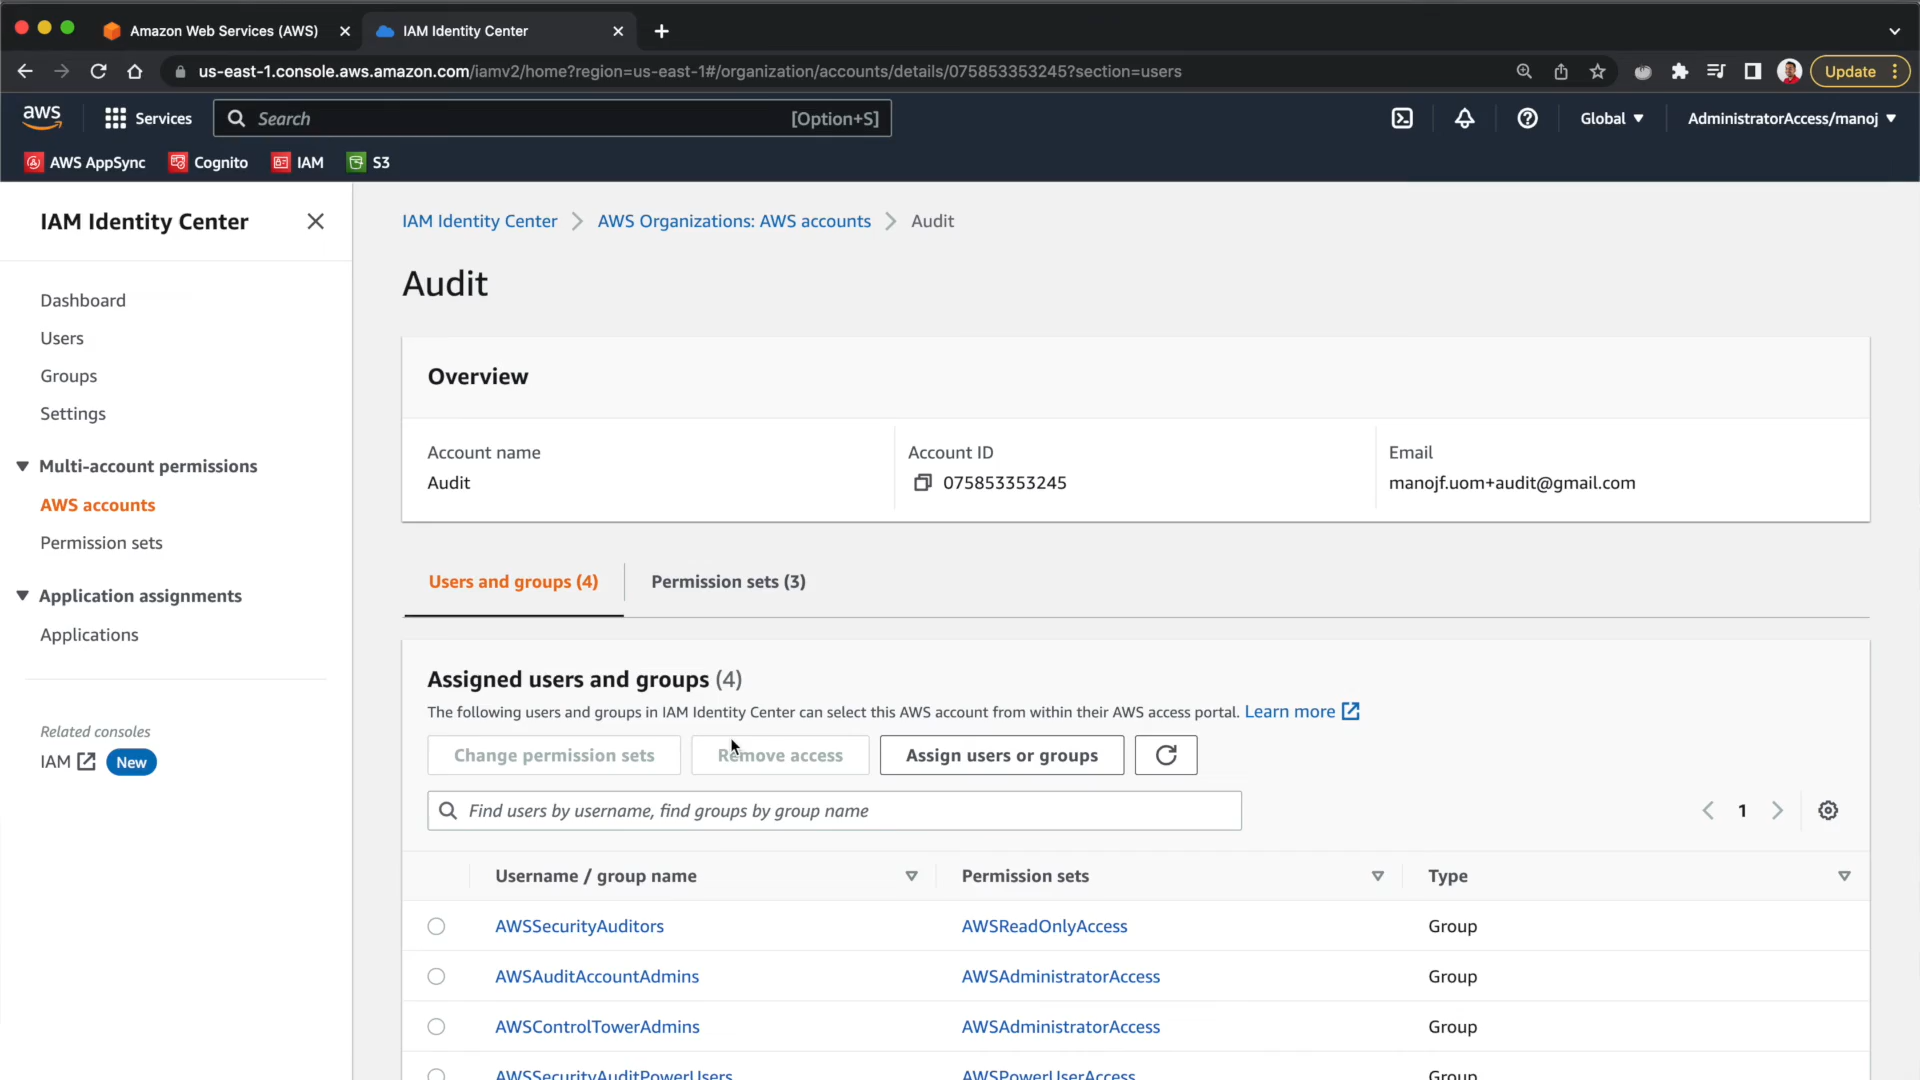 Amazon Web Services (AWS)
IAM Identity Center
us-east-1.console.aws.amazon.com/iamv2/home?region=us-east-1#/organization/accounts/details/075853353245?section=users
Update
aws
Services
Search
[Option+S]
Global
AdministratorAccess/manoj
AWS AppSync
Cognito
IAM
S3
IAM Identity Center
Dashboard
Users
Groups
Settings
Multi-account permissions
AWS accounts
Permission sets
Application assignments
Applications
Related consoles
IAM
New
IAM Identity Center
AWS Organizations: AWS accounts
Audit
Audit
Overview
Account name
Audit
Account ID
075853353245
Email
manojf.uom+audit@gmail.com
Users and groups (4)
Permission sets (3)
Assigned users and groups (4)
The following users and groups in IAM Identity Center can select this AWS account from within their AWS access portal. Learn more
Change permission sets
Remove access
Assign users or groups
Find users by username, find groups by group name
1
Username / group name
Permission sets
Type
AWSSecurityAuditors
AWSReadOnlyAccess
Group
AWSAuditAccountAdmins
AWSAdministratorAccess
Group
AWSControlTowerAdmins
AWSAdministratorAccess
Group
AWSSecurityAuditPowerUsers
AWSPowerUserAccess
Group